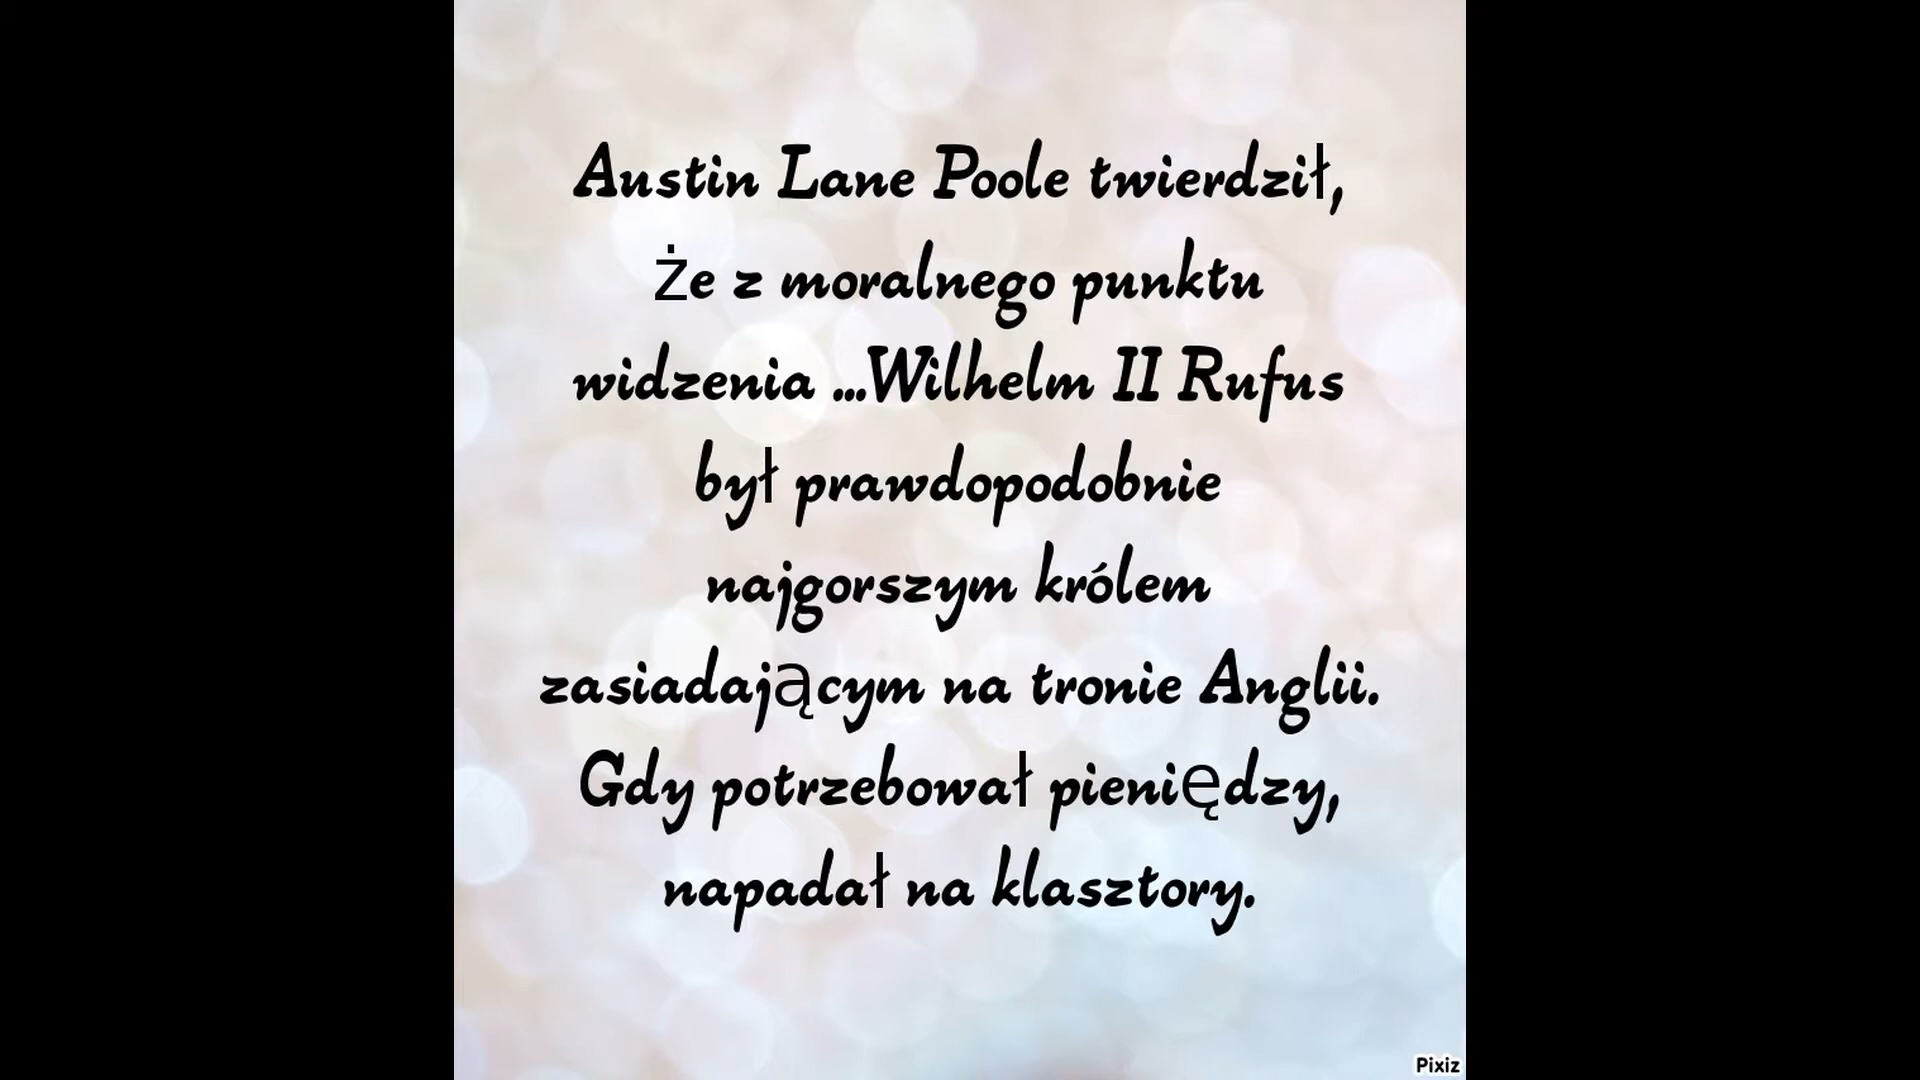 Austin Lane Poole twierdził,
że z moralnego punktu
widzenia ...Wilhelm II Rufus
był prawdopodobnie
najgorszym królem
zasiadającym na tronie Anglii.
Gdy potrzebował pieniędzy,
napadał na klasztory.
Pixiz